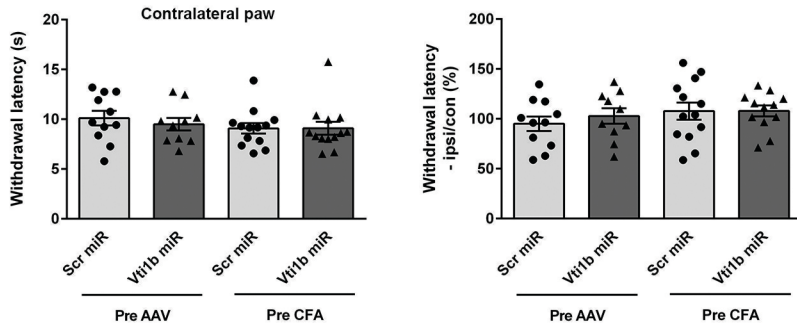 Contralateral paw
Withdrawal latency (s)
20
15
10
5
0
Scr miR
Vti1b miR
Scr miR
Vti1b miR
Pre AAV
Pre CFA
Withdrawal latency
- ipsi/con (%)
200
150
100
50
0
Scr miR
Vti1b miR
Scr miR
Vti1b miR
Pre AAV
Pre CFA